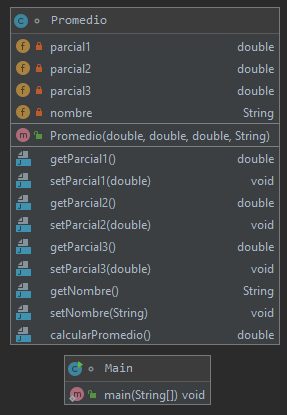 Promedio
parcial1 double
parcial2 double
parcial3 double
nombre String
Promedio(double, double, double, String)
getParcial1() double
setParcial1(double) void
getParcial2() double
setParcial2(double) void
getParcial3() double
setParcial3(double) void
getNombre() String
setNombre(String) void
calcularPromedio() double
Main
main(String[]) void